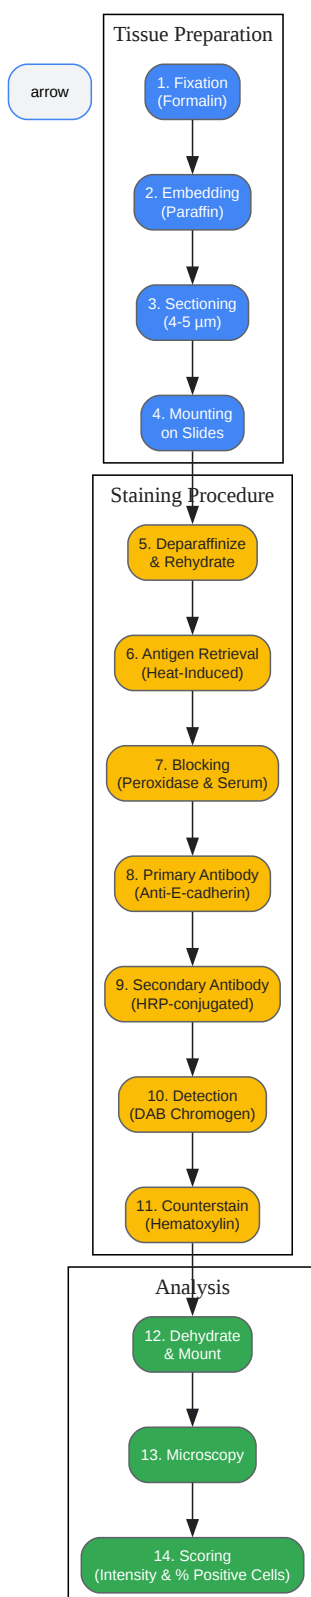 Tissue Preparation
arrow
1. Fixation
(Formalin)
2. Embedding
(Paraffin)
3. Sectioning
(4-5 µm)
4. Mounting
on Slides
Staining Procedure
5. Deparaffinize
& Rehydrate
6. Antigen Retrieval
(Heat-Induced)
7. Blocking
(Peroxidase & Serum)
8. Primary Antibody
(Anti-E-cadherin)
9. Secondary Antibody
(HRP-conjugated)
10. Detection
(DAB Chromogen)
11. Counterstain
(Hematoxylin)
Analysis
12. Dehydrate
& Mount
13. Microscopy
14. Scoring
(Intensity & % Positive Cells)